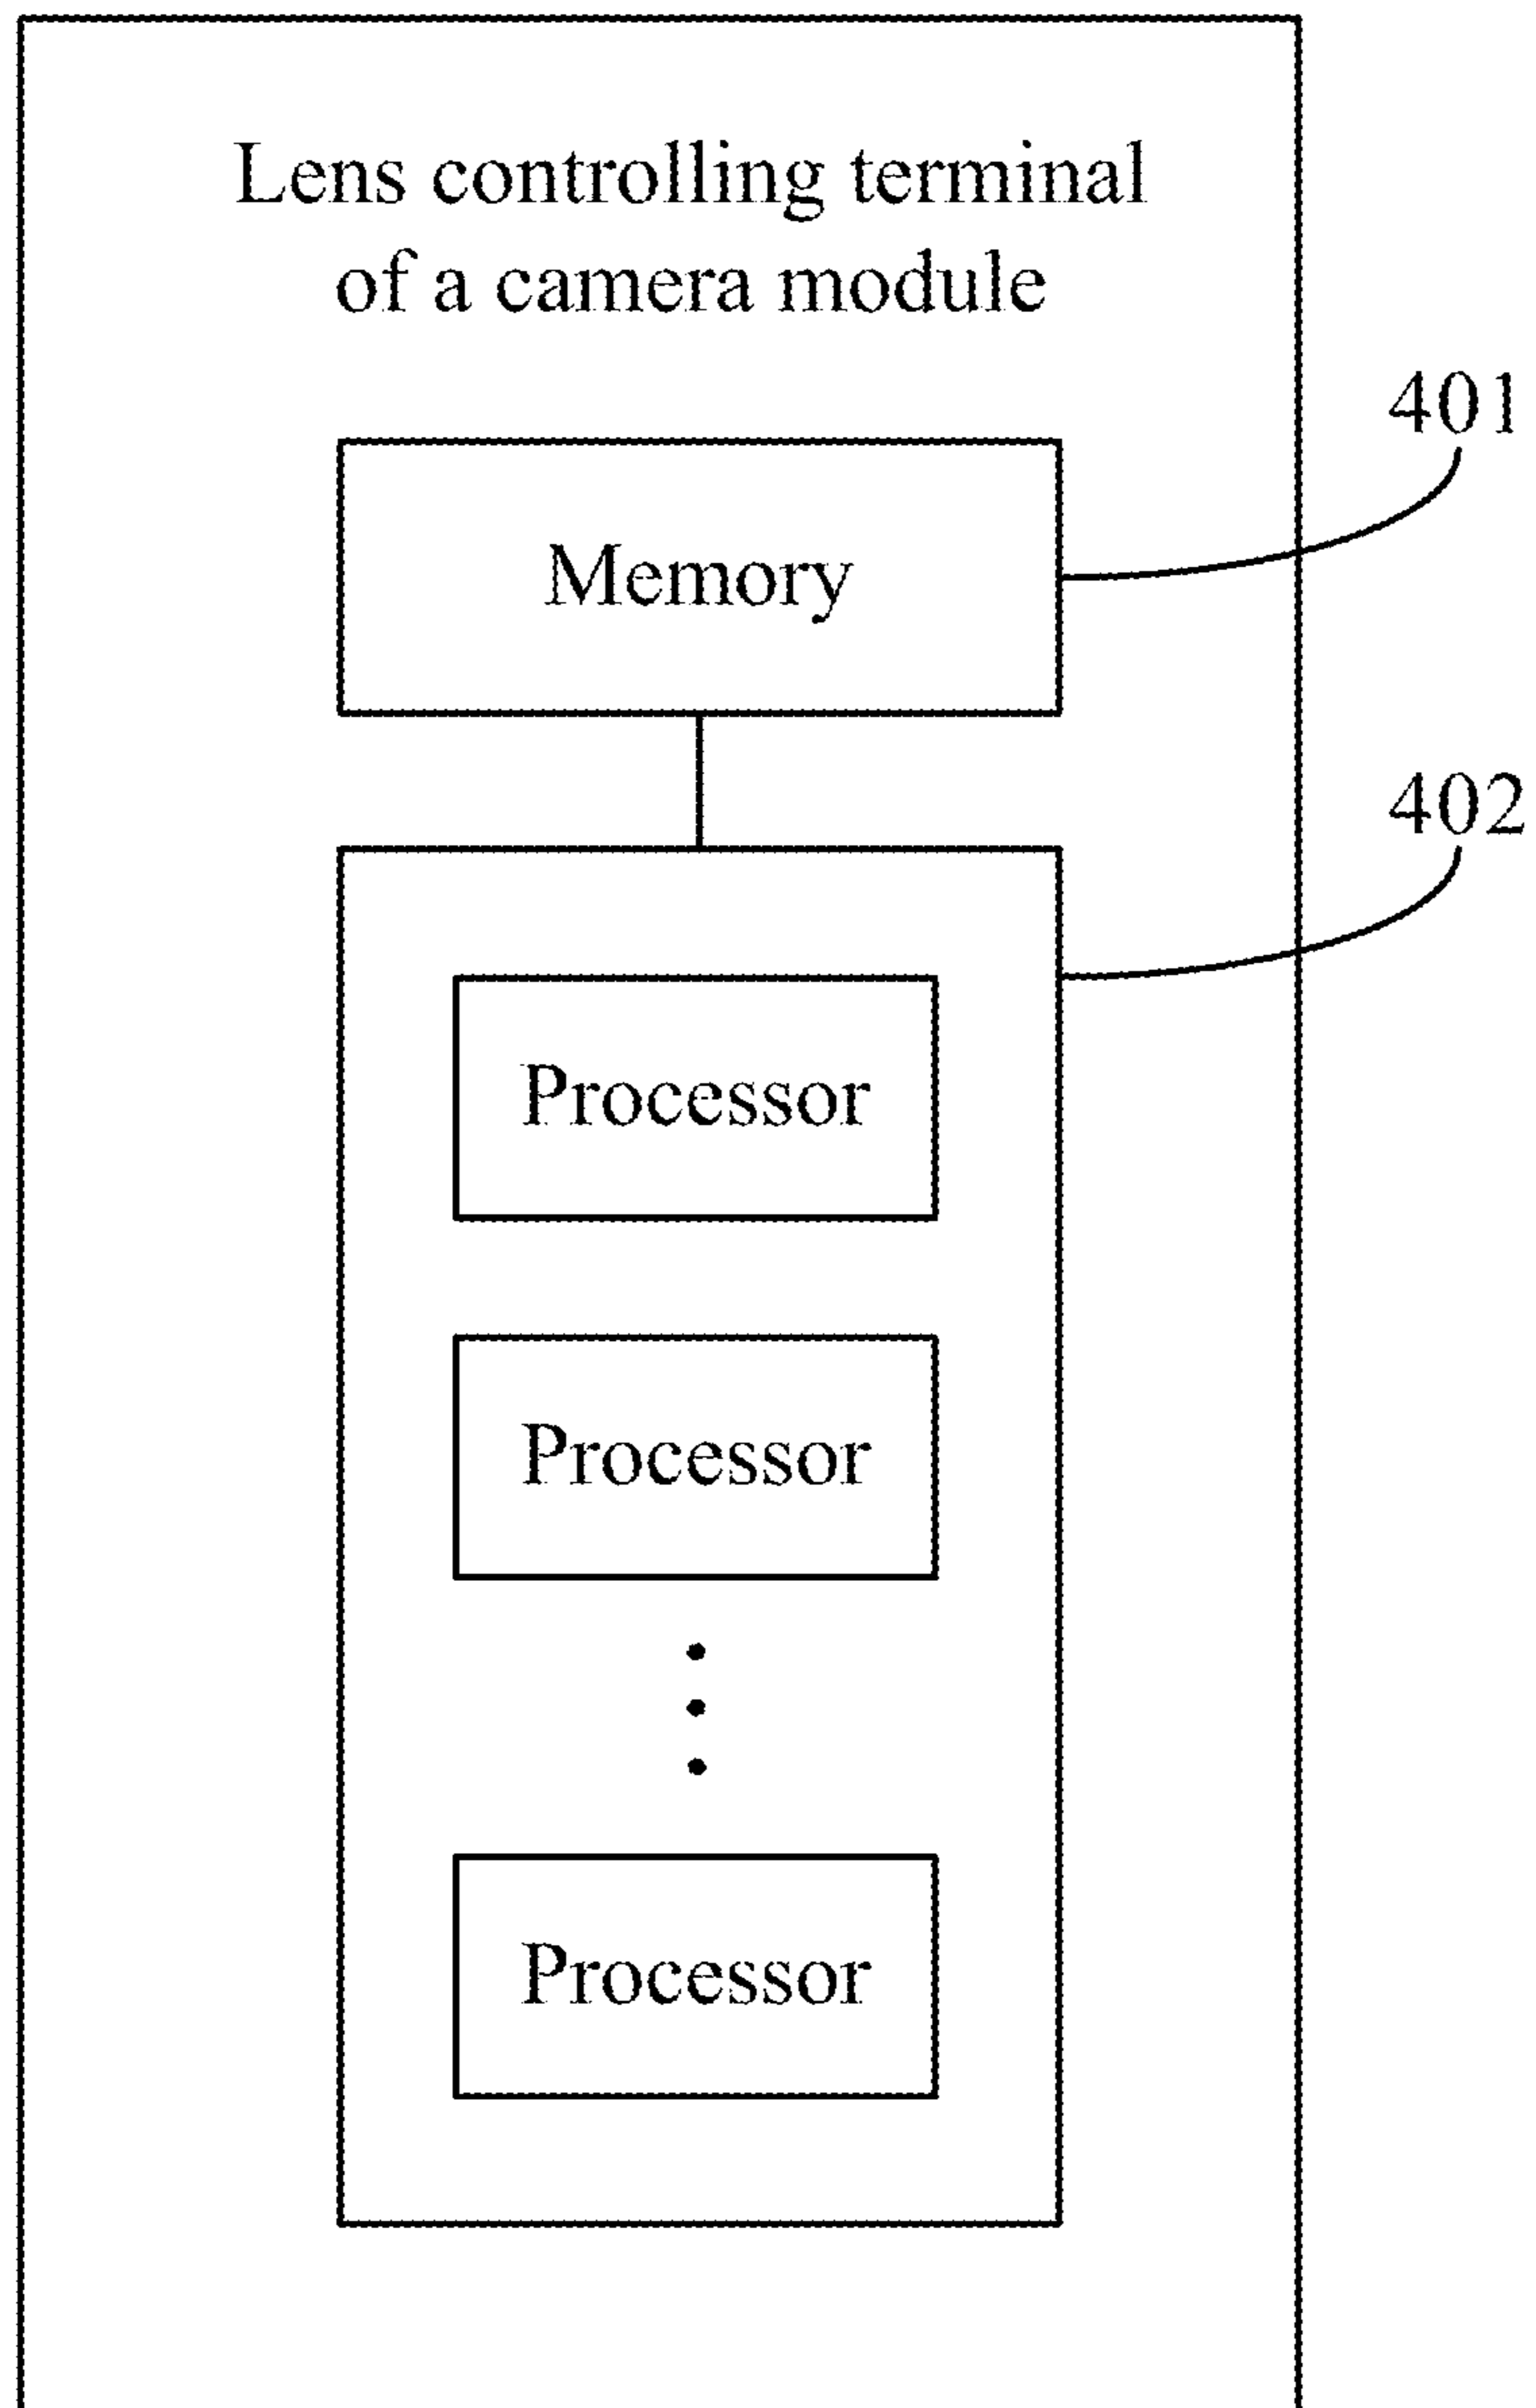 Lens controlling terminal
of a camera module
401
Memory
402
Processor
Processor
Processor